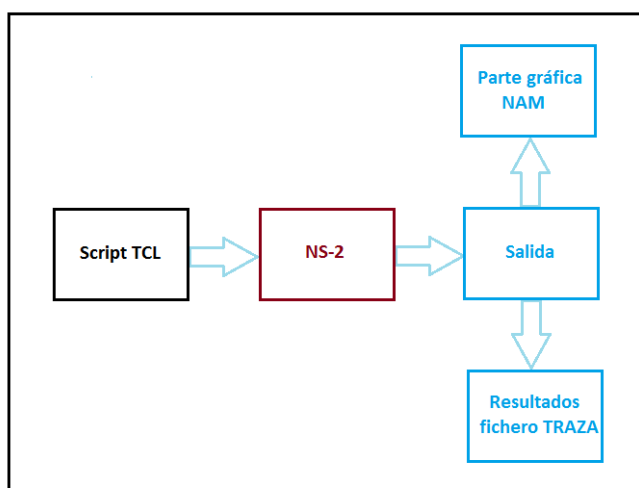 Parte gráfica
NAM
Script TCL
NS-2
Salida
Resultados
fichero TRAZA